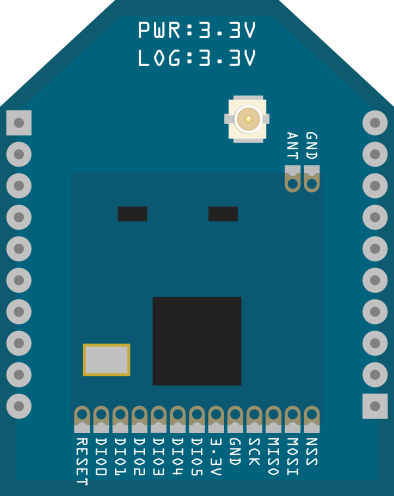 PWR:3.3V
LOG:3.3V
ANT
GND
RESET
DIO0
DIO1
DIO2
DIO3
DIO4
DIO5
3.3V
GND
SCK
MISO
MOSI
NSS